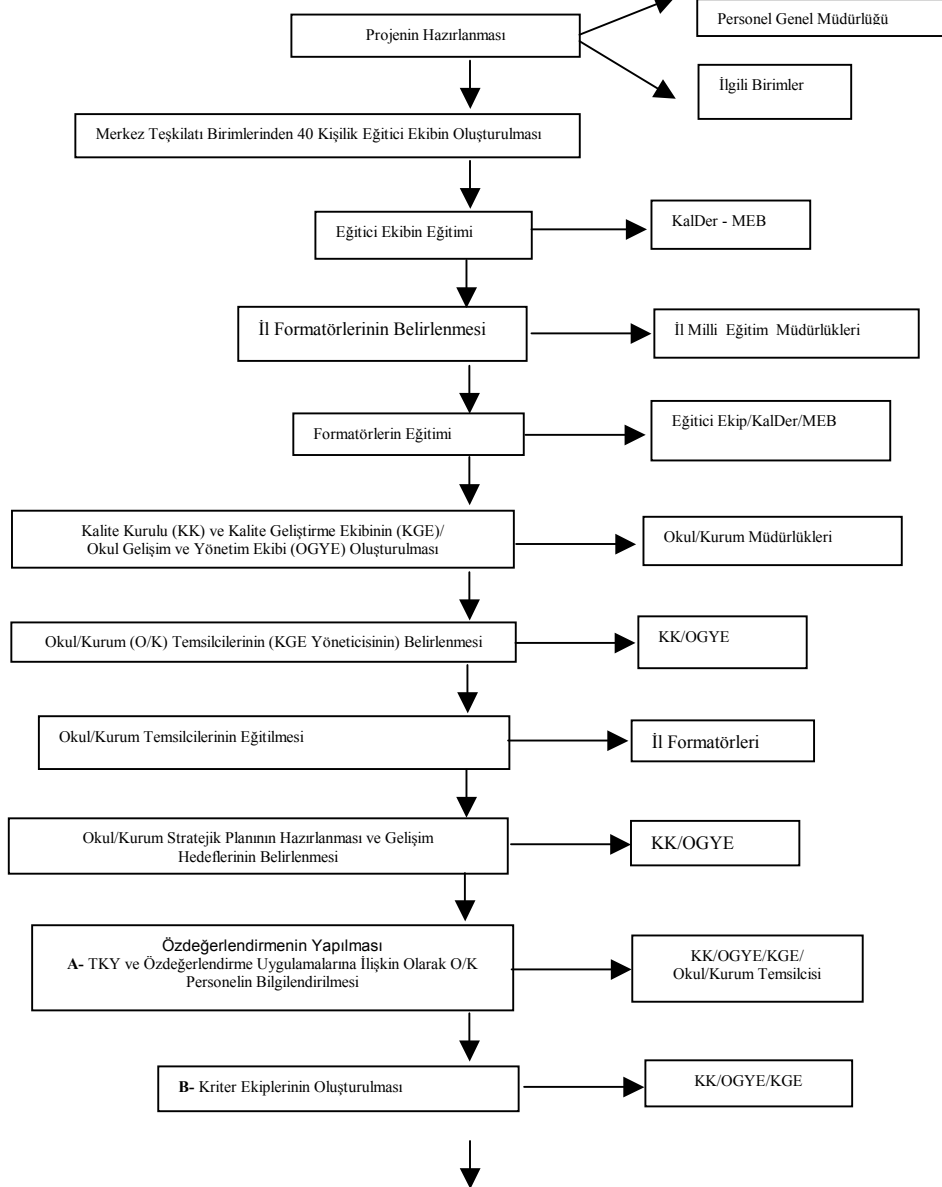 Personel Genel Müdürlüğü
Projenin Hazırlanması
İlgili Birimler
Merkez Teşkilatı Birimlerinden 40 Kişilik Eğitici Ekibin Oluşturulması
Eğitici Ekibin Eğitimi
KalDer - MEB
İl Formatörlerinin Belirlenmesi
İl Milli Eğitim Müdürlükleri
Formatörlerin Eğitimi
Eğitici Ekip/KalDer/MEB
Kalite Kurulu (KK) ve Kalite Geliştirme Ekibinin (KGE)/
Okul Gelişim ve Yönetim Ekibi (OGYE) Oluşturulması
Okul/Kurum Müdürlükleri
Okul/Kurum (O/K) Temsilcilerinin (KGE Yöneticisinin) Belirlenmesi
KK/OGYE
Okul/Kurum Temsilcilerinin Eğitilmesi
İl Formatörleri
Okul/Kurum Stratejik Planının Hazırlanması ve Gelişim
Hedeflerinin Belirlenmesi
KK/OGYE
Özdeğerlendirmenin Yapılması
A- TKY ve Özdeğerlendirme Uygulamalarına İlişkin Olarak O/K
Personelin Bilgilendirilmesi
KK/OGYE/KGE/
Okul/Kurum Temsilcisi
B- Kriter Ekiplerinin Oluşturulması
KK/OGYE/KGE